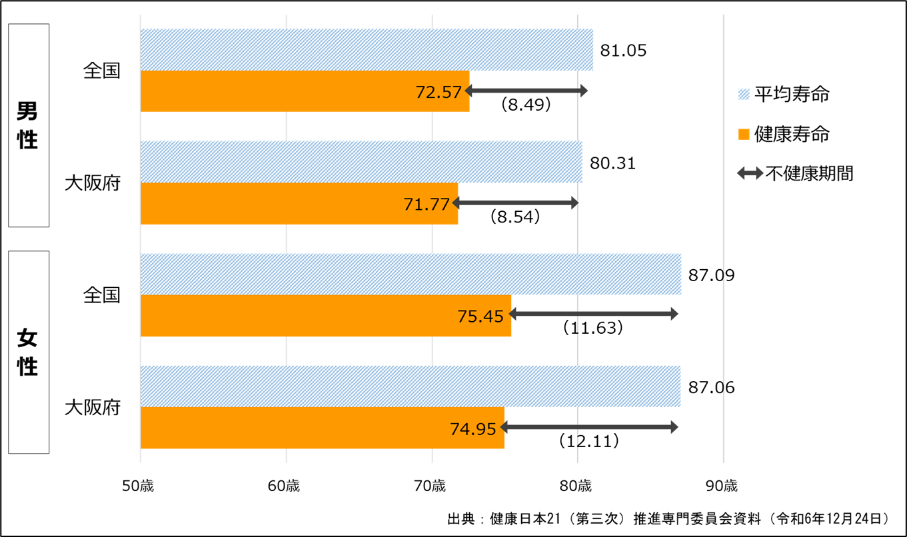 男性
全国
81.05
72.57
(8.49)
大阪府
80.31
71.77
(8.54)
女性
全国
87.09
75.45
(11.63)
大阪府
87.06
74.95
(12.11)
50歳
60歳
70歳
80歳
90歳
平均寿命
健康寿命
不健康期間
出典：健康日本21（第三次）推進専門委員会資料（令和6年12月24日）